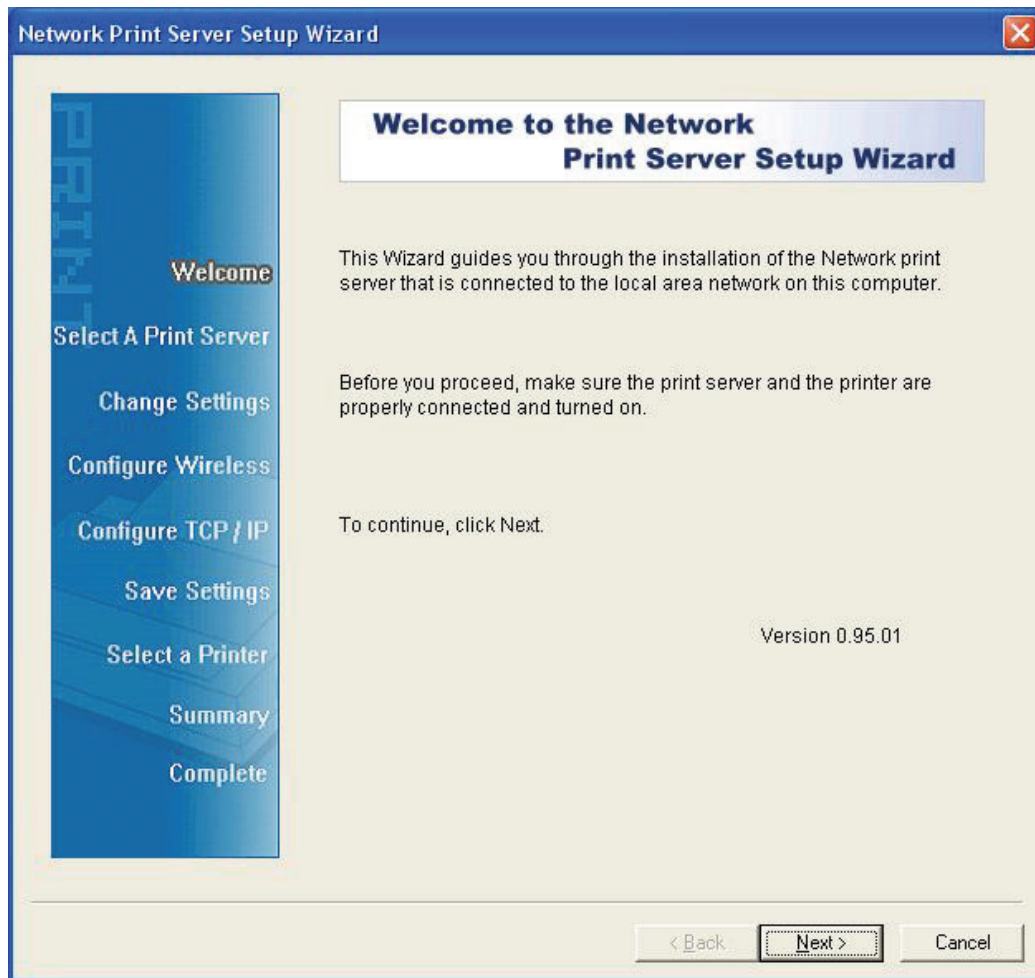 Network Print Server Setup Wizard
PRINT
Welcome
Select A Print Server
Change Settings
Configure Wireless
Configure TCP / IP
Save Settings
Select a Printer
Summary
Complete
Welcome to the Network
Print Server Setup Wizard
This Wizard guides you through the installation of the Network print
server that is connected to the local area network on this computer.
Before you proceed, make sure the print server and the printer are
properly connected and turned on.
To continue, click Next.
Version 0.95.01
< Back
Next >
Cancel